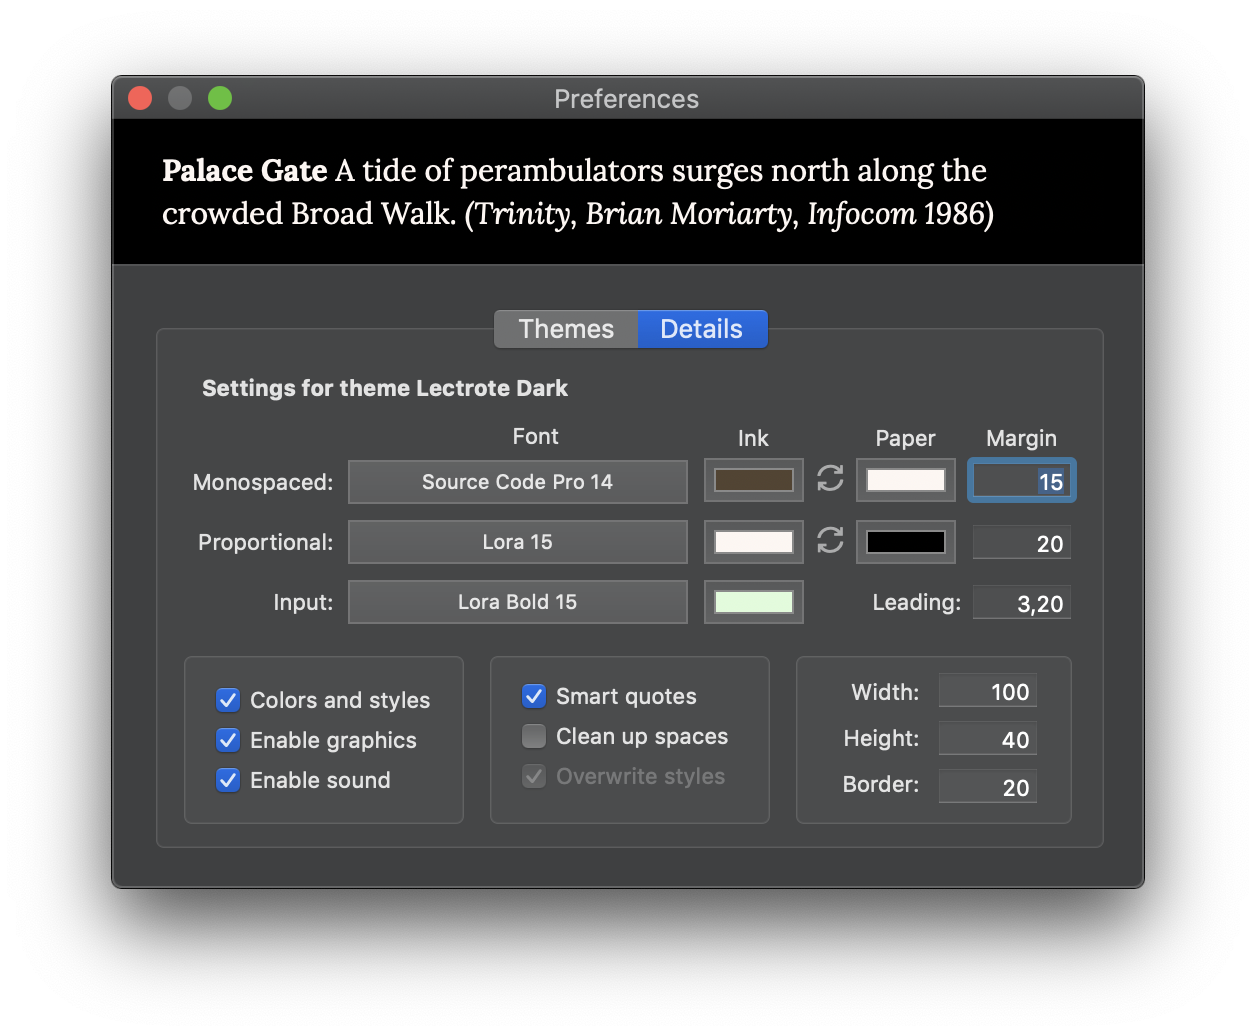 Preferences
Palace Gate A tide of perambulators surges north along the
crowded Broad Walk. (Trinity, Brian Moriarty, Infocom 1986)
Themes Details
Settings for theme Lectrote Dark
Font Ink Paper Margin
Monospaced: Source Code Pro 14 15
Proportional: Lora 15 20
Input: Lora Bold 15 Leading: 3,20
Colors and styles
Enable graphics
Enable sound
Smart quotes
Clean up spaces
Overwrite styles
Width: 100
Height: 40
Border: 20